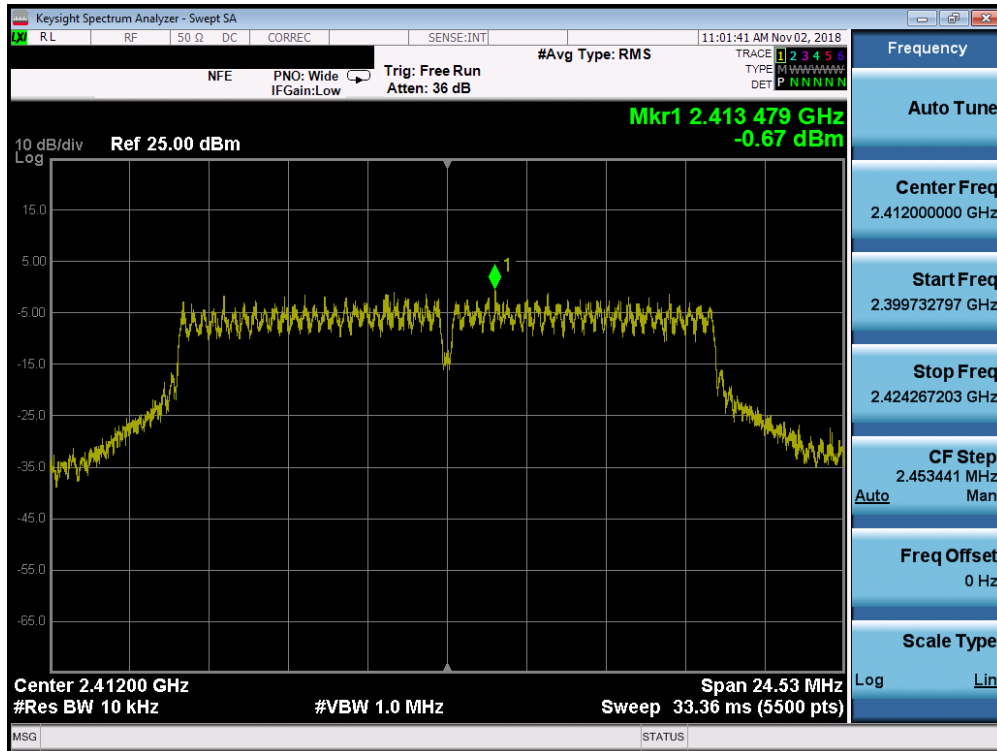 Keysight Spectrum Analyzer - Swept SA
LXI RL RF 50 Ω DC CORREC SENSE:INT 11:01:41 AM Nov 02, 2018
NFE PNO: Wide Trig: Free Run #Avg Type: RMS TRACE 1 2 3 4 5 6
IFGain:Low Atten: 36 dB TYPE M WWWWW
DET P N N N N N
Mkr1 2.413 479 GHz
-0.67 dBm
10 dB/div Ref 25.00 dBm
Log
15.0
5.00
1
-5.00
-15.0
-25.0
-35.0
-45.0
-55.0
-65.0
Center 2.41200 GHz Span 24.53 MHz
#Res BW 10 kHz #VBW 1.0 MHz Sweep 33.36 ms (5500 pts)
MSG STATUS
Frequency
Auto Tune
Center Freq
2.412000000 GHz
Start Freq
2.399732797 GHz
Stop Freq
2.424267203 GHz
CF Step
2.453441 MHz
Auto Man
Freq Offset
0 Hz
Scale Type
Log Lin